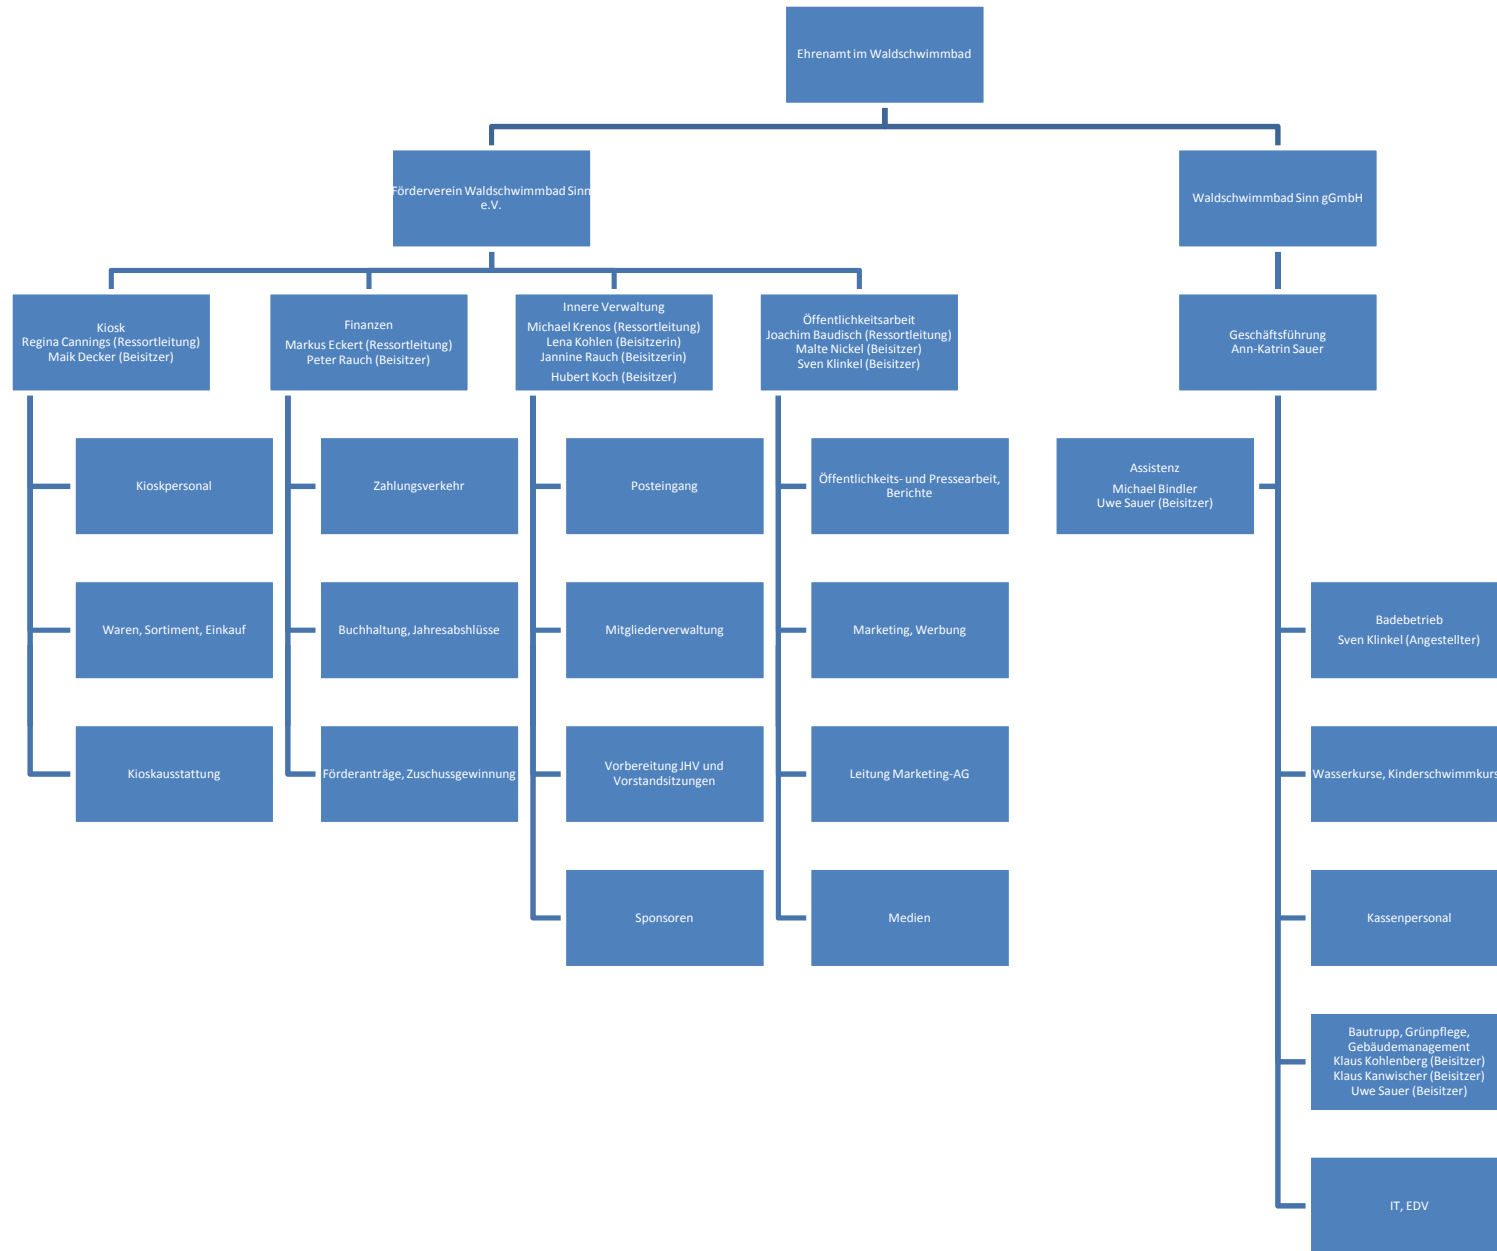 Ehrenamt im Waldschwimmbad
Förderverein Waldschwimmbad Sinn
e.V.
Waldschwimmbad Sinn gGmbH
Kiosk
Regina Cannings (Ressortleitung)
Maik Decker (Beisitzer)
Finanzen
Markus Eckert (Ressortleitung)
Peter Rauch (Beisitzer)
Innere Verwaltung
Michael Krenos (Ressortleitung)
Lena Kohlen (Beisitzerin)
Jannine Rauch (Beisitzerin)
Hubert Koch (Beisitzer)
Öffentlichkeitsarbeit
Joachim Baudisch (Ressortleitung)
Malte Nickel (Beisitzer)
Sven Klinkel (Beisitzer)
Geschäftsführung
Ann-Katrin Sauer
Kioskpersonal
Zahlungsverkehr
Posteingang
Öffentlichkeits- und Pressearbeit,
Berichte
Assistenz
Michael Bindler
Uwe Sauer (Beisitzer)
Waren, Sortiment, Einkauf
Buchhaltung, Jahresabshlüsse
Mitgliederverwaltung
Marketing, Werbung
Badebetrieb
Sven Klinkel (Angestellter)
Kioskausstattung
Förderanträge, Zuschussgewinnung
Vorbereitung JHV und
Vorstandsitzungen
Leitung Marketing-AG
Wasserkurse, Kinderschwimmkurs
Sponsoren
Medien
Kassenpersonal
Bautrupp, Grünpflege,
Gebäudemanagement
Klaus Kohlenberg (Beisitzer)
Klaus Kanwischer (Beisitzer)
Uwe Sauer (Beisitzer)
IT, EDV